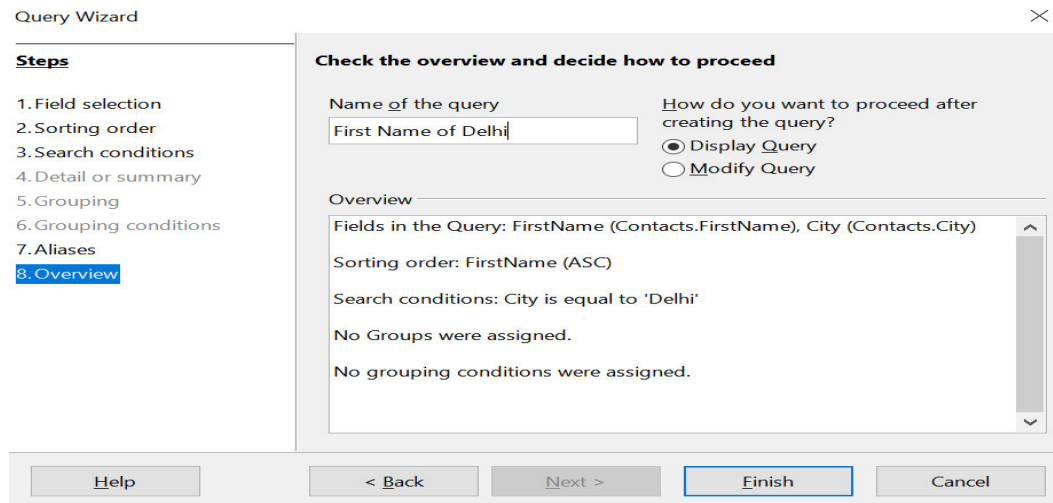 Query Wizard
Steps
1. Field selection
2. Sorting order
3. Search conditions
4. Detail or summary
5. Grouping
6. Grouping conditions
7. Aliases
8. Overview
Check the overview and decide how to proceed
Name of the query
First Name of Delhi
How do you want to proceed after
creating the query?
Display Query
Modify Query
Overview
Fields in the Query: FirstName (Contacts.FirstName), City (Contacts.City)
Sorting order: FirstName (ASC)
Search conditions: City is equal to 'Delhi'
No Groups were assigned.
No grouping conditions were assigned.
Help
< Back
Next >
Finish
Cancel